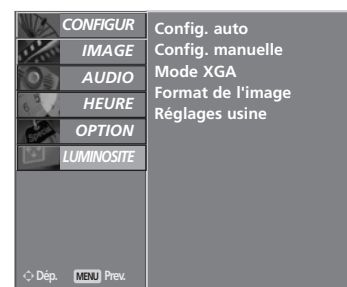 CONFIGUR
IMAGE
AUDIO
HEURE
OPTION
LUMINOSITE
Config. auto
Config. manuelle
Mode XGA
Format de l'image
Réglages usine
Dép. MENU Prev.